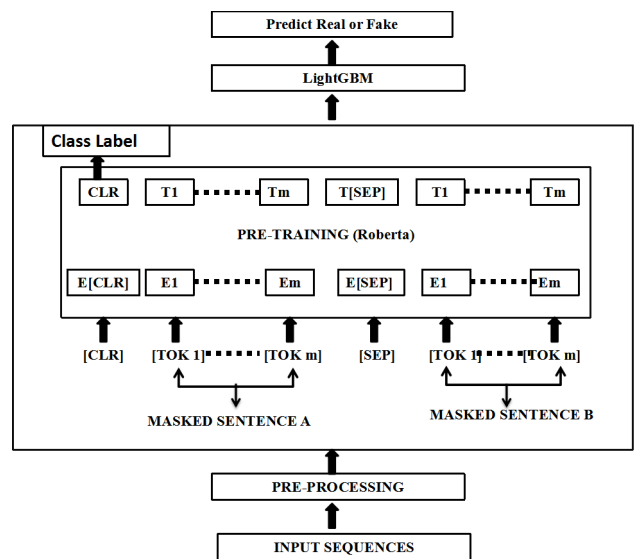 Predict Real or Fake
LightGBM
Class Label
CLR T1 Tm T[SEP] T1 Tm
PRE-TRAINING (Roberta)
E[CLR] E1 Em E[SEP] E1 Em
[CLR] [TOK 1] [TOK m] [SEP] [TOK 1] [TOK m]
MASKED SENTENCE A MASKED SENTENCE B
PRE-PROCESSING
INPUT SEQUENCES